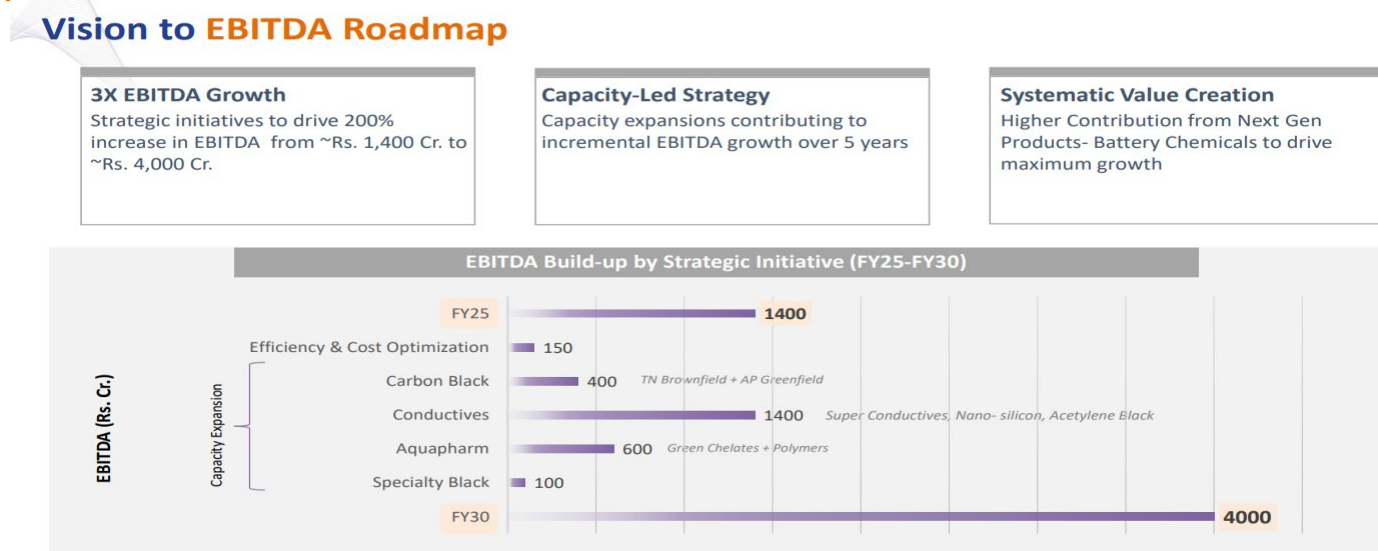 Vision to EBITDA Roadmap
3X EBITDA Growth
Strategic initiatives to drive 200%
increase in EBITDA from ~Rs. 1,400 Cr. to
~Rs. 4,000 Cr.
Capacity-Led Strategy
Capacity expansions contributing to
incremental EBITDA growth over 5 years
Systematic Value Creation
Higher Contribution from Next Gen
Products- Battery Chemicals to drive
maximum growth
EBITDA Build-up by Strategic Initiative (FY25-FY30)
EBITDA (Rs. Cr.)
Capacity Expansion
FY25 1400
Efficiency & Cost Optimization 150
Carbon Black 400 TN Brownfield + AP Greenfield
Conductives 1400 Super Conductives, Nano- silicon, Acetylene Black
Aquapharm 600 Green Chelates + Polymers
Specialty Black 100
FY30 4000